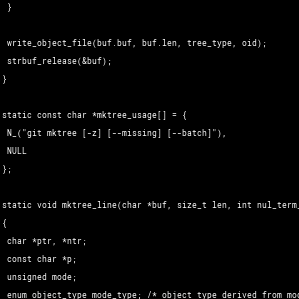 }
write_object_file(buf.buf, buf.len, tree_type, oid);
strbuf_release(&buf);
}
static const char *mktree_usage[] = {
N_("git mktree [-z] [--missing] [--batch]"),
NULL
};
static void mktree_line(char *buf, size_t len, int nul_term_
{
char *ptr, *ntr;
const char *p;
unsigned mode;
enum object_type mode_type; /* object type derived from mod